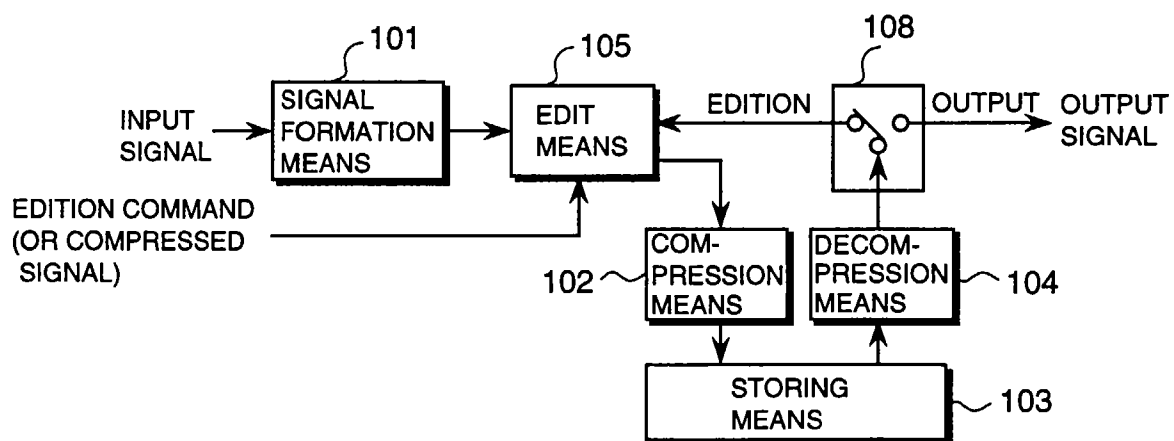 101
105
108
INPUT
SIGNAL
SIGNAL
FORMATION
MEANS
EDIT
MEANS
EDITION
OUTPUT
OUTPUT
SIGNAL
EDITION COMMAND
(OR COMPRESSED
SIGNAL)
102
COM-
PRESSION
MEANS
DECOM-
PRESSION
MEANS
104
STORING
MEANS
103